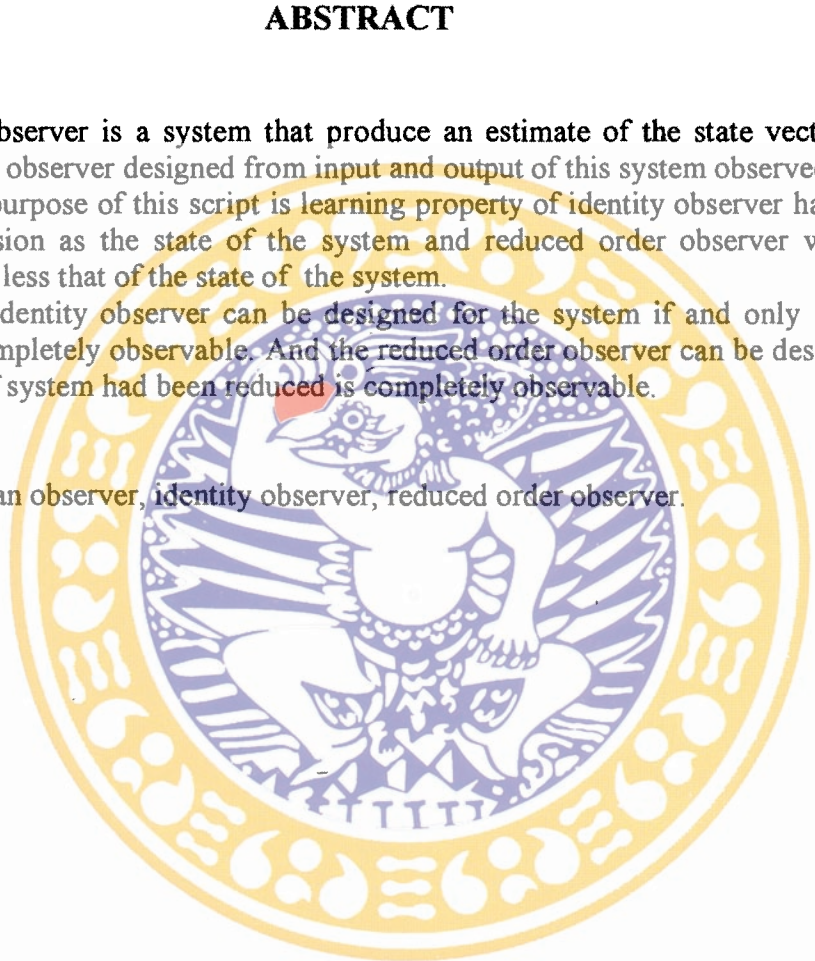 ABSTRACT
bserver is a system that produce an estimate of the state vect
observer designed from input and output of this system observe
purpose of this script is learning property of identity observer ha
sion as the state of the system and reduced order observer w
less that of the state of the system.
dentity observer can be designed for the system if and only
mpletely observable. And the reduced order observer can be des
f system had been reduced is completely observable.
an observer, identity observer, reduced order observer.